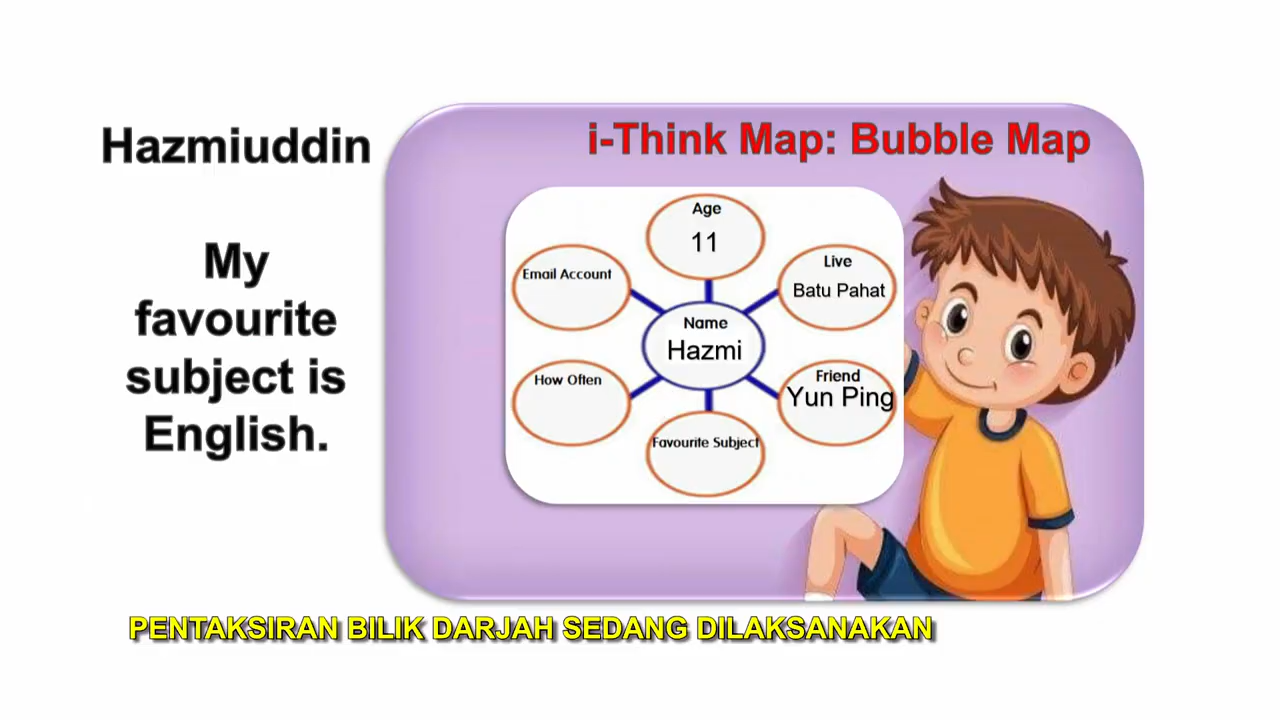 Hazmiuddin
My
favourite
subject is
English.
i-Think Map: Bubble Map
Age
11
Email Account
Live
Batu Pahat
Name
Hazmi
How Often
Friend
Yun Ping
Favourite Subject
PENTAKSIRAN BILIK DARJAH SEDANG DILAKSANAKAN